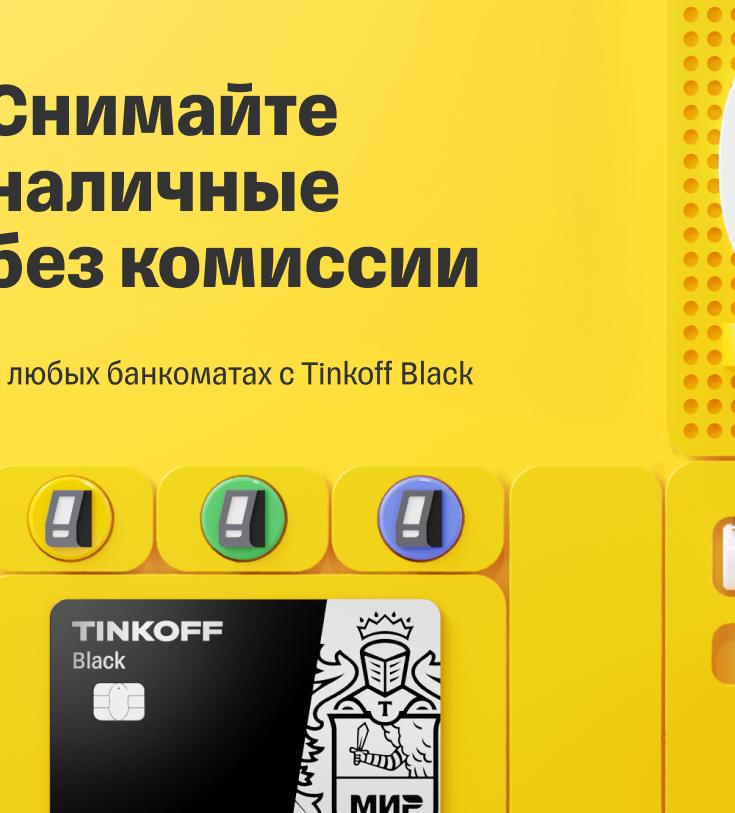 Снимайте
наличные
без комиссии
любых банкоматах с Tinkoff Black
TINKOFF
Black
T
МИР